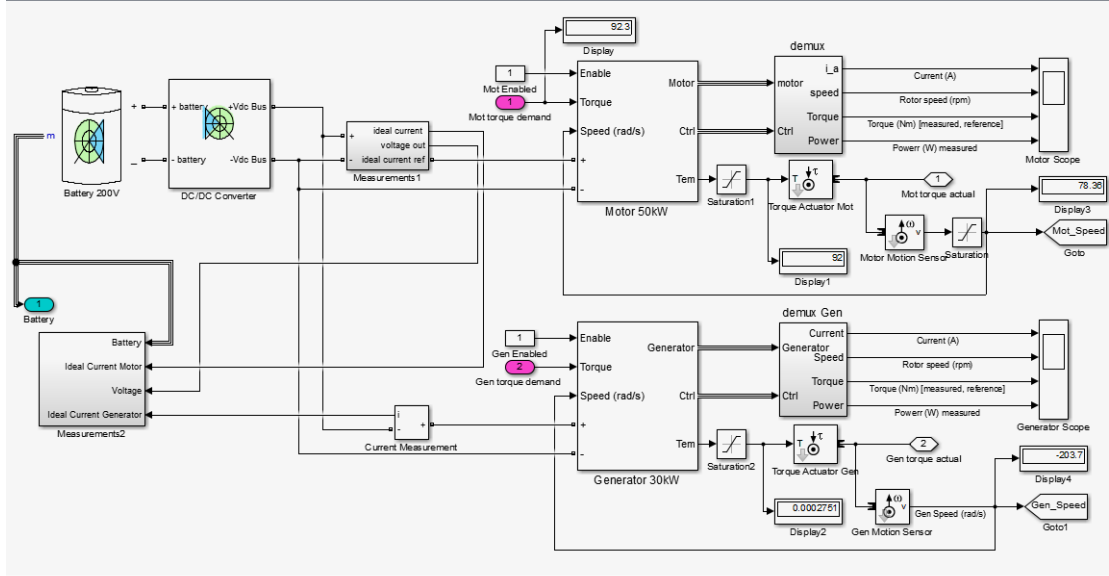 92.3
Display
demux
1
Mot Enabled
1
Mot torque demand
Enable
Torque
Speed (rad/s)
+
-
Motor
Ctrl
Tem
Motor 50kW
motor
Ctrl
i_a
speed
Torque
Power
Current (A)
Rotor speed (rpm)
Torque (Nm) [measured, reference]
Powerr (W) measured
Motor Scope
m
+
_
Battery 200V
+ battery
- battery
+Vdc Bus
-Vdc Bus
DC/DC Converter
+
-
ideal current
voltage out
ideal current ref
Measurements1
Saturation1
T
τ
Torque Actuator Mot
1
Mot torque actual
78.36
Display3
ω
v
Motor Motion Sensor
Saturation
Mot_Speed
Goto
92
Display1
1
Battery
Battery
Ideal Current Motor
Voltage
Ideal Current Generator
Measurements2
i
+
-
Current Measurement
1
Gen Enabled
2
Gen torque demand
Enable
Torque
Speed (rad/s)
+
-
Generator
Ctrl
Tem
Generator 30kW
demux Gen
Generator
Ctrl
Current
Speed
Torque
Power
Current (A)
Rotor speed (rpm)
Torque (Nm) [measured, reference]
Powerr (W) measured
Generator Scope
Saturation2
T
τ
Torque Actuator Gen
2
Gen torque actual
-203.7
Display4
0.0002751
Display2
ω
v
Gen Motion Sensor
Gen Speed (rad/s)
Gen_Speed
Goto1